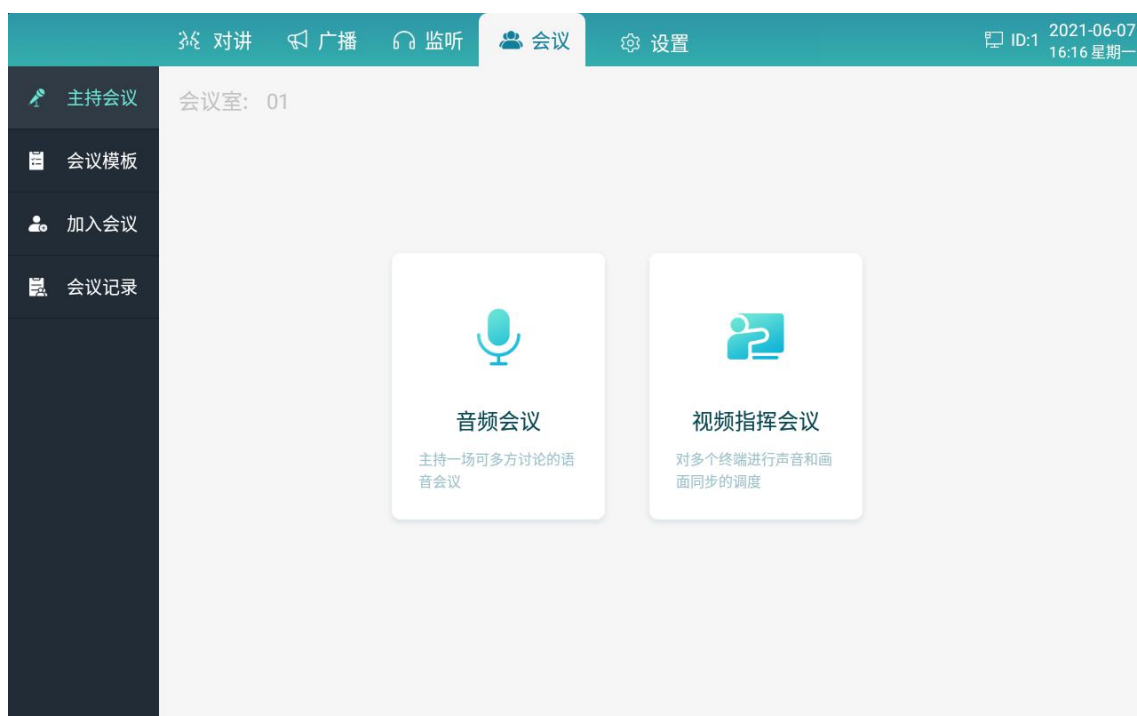 对讲 广播 监听 会议 设置 ID:1 2021-06-07
16:16 星期一
主持会议
会议室: 01
会议模板
加入会议
会议记录
音频会议
主持一场可多方讨论的语
音会议
视频指挥会议
对多个终端进行声音和画
面同步的调度